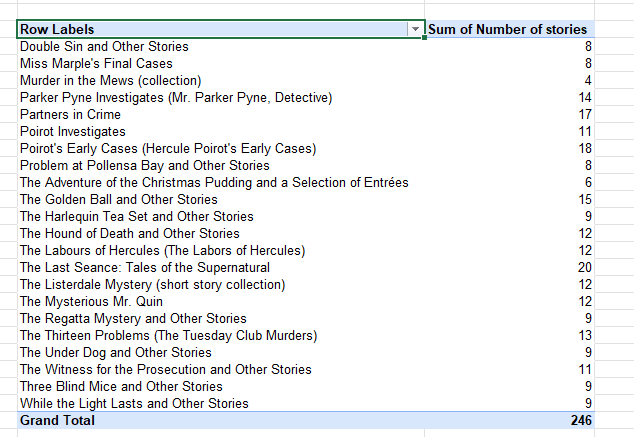 Row Labels Sum of Number of stories
Double Sin and Other Stories 8
Miss Marple's Final Cases 8
Murder in the Mews (collection) 4
Parker Pyne Investigates (Mr. Parker Pyne, Detective) 14
Partners in Crime 17
Poirot Investigates 11
Poirot's Early Cases (Hercule Poirot's Early Cases) 18
Problem at Pollensa Bay and Other Stories 8
The Adventure of the Christmas Pudding and a Selection of Entrées 6
The Golden Ball and Other Stories 15
The Harlequin Tea Set and Other Stories 9
The Hound of Death and Other Stories 12
The Labours of Hercules (The Labors of Hercules) 12
The Last Seance: Tales of the Supernatural 20
The Listerdale Mystery (short story collection) 12
The Mysterious Mr. Quin 12
The Regatta Mystery and Other Stories 9
The Thirteen Problems (The Tuesday Club Murders) 13
The Under Dog and Other Stories 9
The Witness for the Prosecution and Other Stories 11
Three Blind Mice and Other Stories 9
While the Light Lasts and Other Stories 9
Grand Total 246